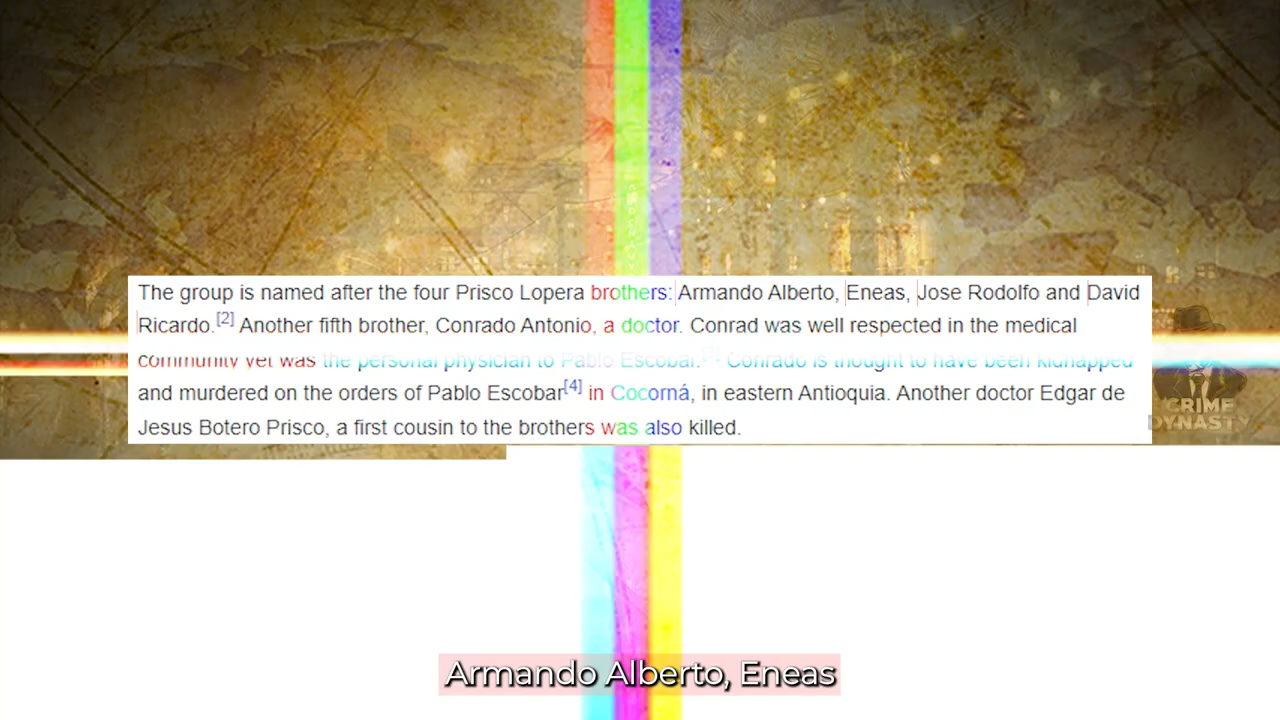 The group is named after the four Prisco Lopera brothers: Armando Alberto, Eneas, Jose Rodolfo and David
Ricardo.[2] Another fifth brother, Conrado Antonio, a doctor. Conrad was well respected in the medical
community yet was the personal physician to Pablo Escobar. Conrado is thought to have been kidnapped
and murdered on the orders of Pablo Escobar[4] in Cocorná, in eastern Antioquia. Another doctor Edgar de
Jesus Botero Prisco, a first cousin to the brothers was also killed.
CRIME
DYNASTY
Armando Alberto, Eneas